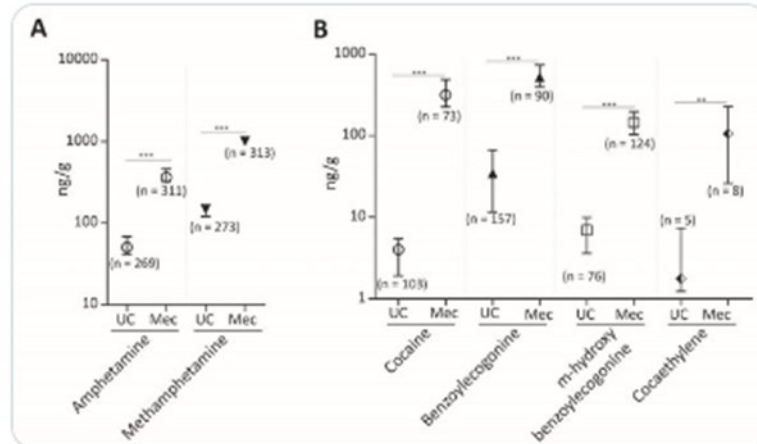 A
B
10000
1000
100
10
ng/g
***
***
(n = 311)
(n = 313)
(n = 269)
(n = 273)
UC Mec UC Mec
Amphetamine
Methamphetamine
1000
100
10
1
ng/g
***
***
***
**
(n = 73)
(n = 90)
(n = 124)
(n = 8)
(n = 103)
(n = 157)
(n = 76)
(n = 5)
UC Mec UC Mec UC Mec UC Mec
Cocaine
Benzoylecogonine
m-hydroxy
benzoylecogonine
Cocaethylene